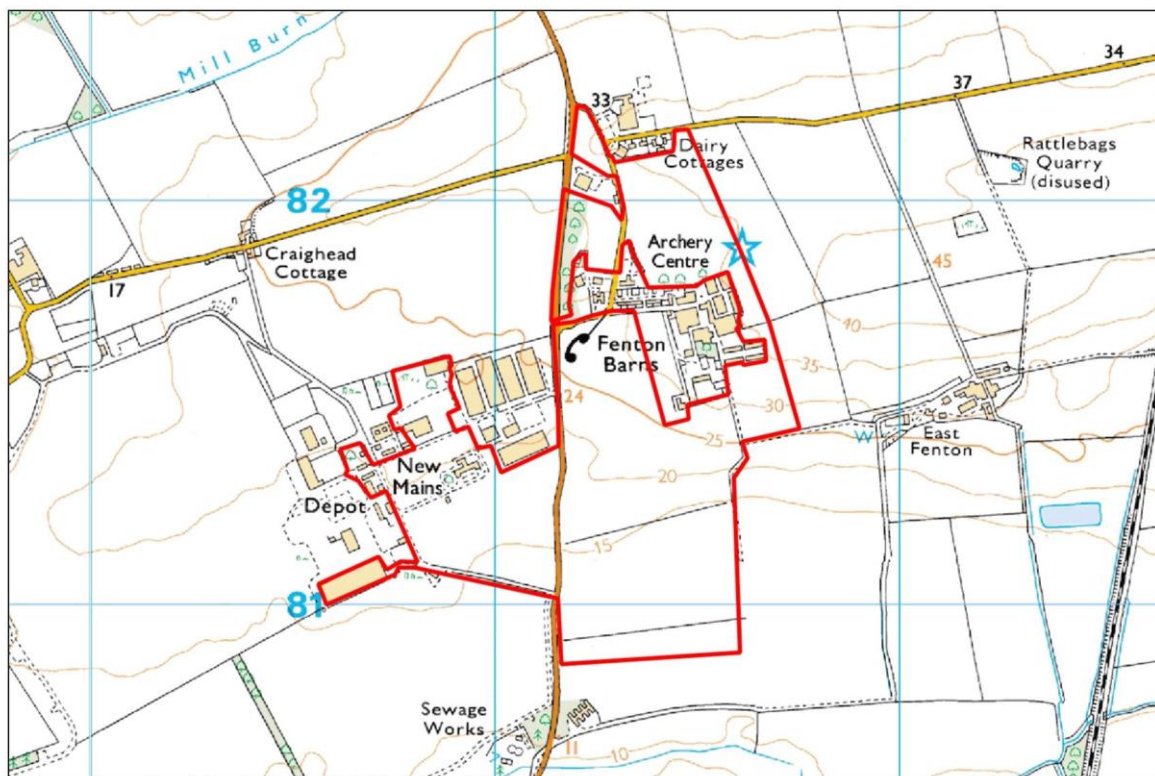 Mill Burn
34
37
33
Dairy
Cottages
Rattlebags
Quarry
(disused)
82
Craighead
Cottage
17
Archery
Centre
45
40
Fenton
Barns
35
24
30
25
W
East
Fenton
20
New
Mains
Depot
15
81
Sewage
Works
11
10